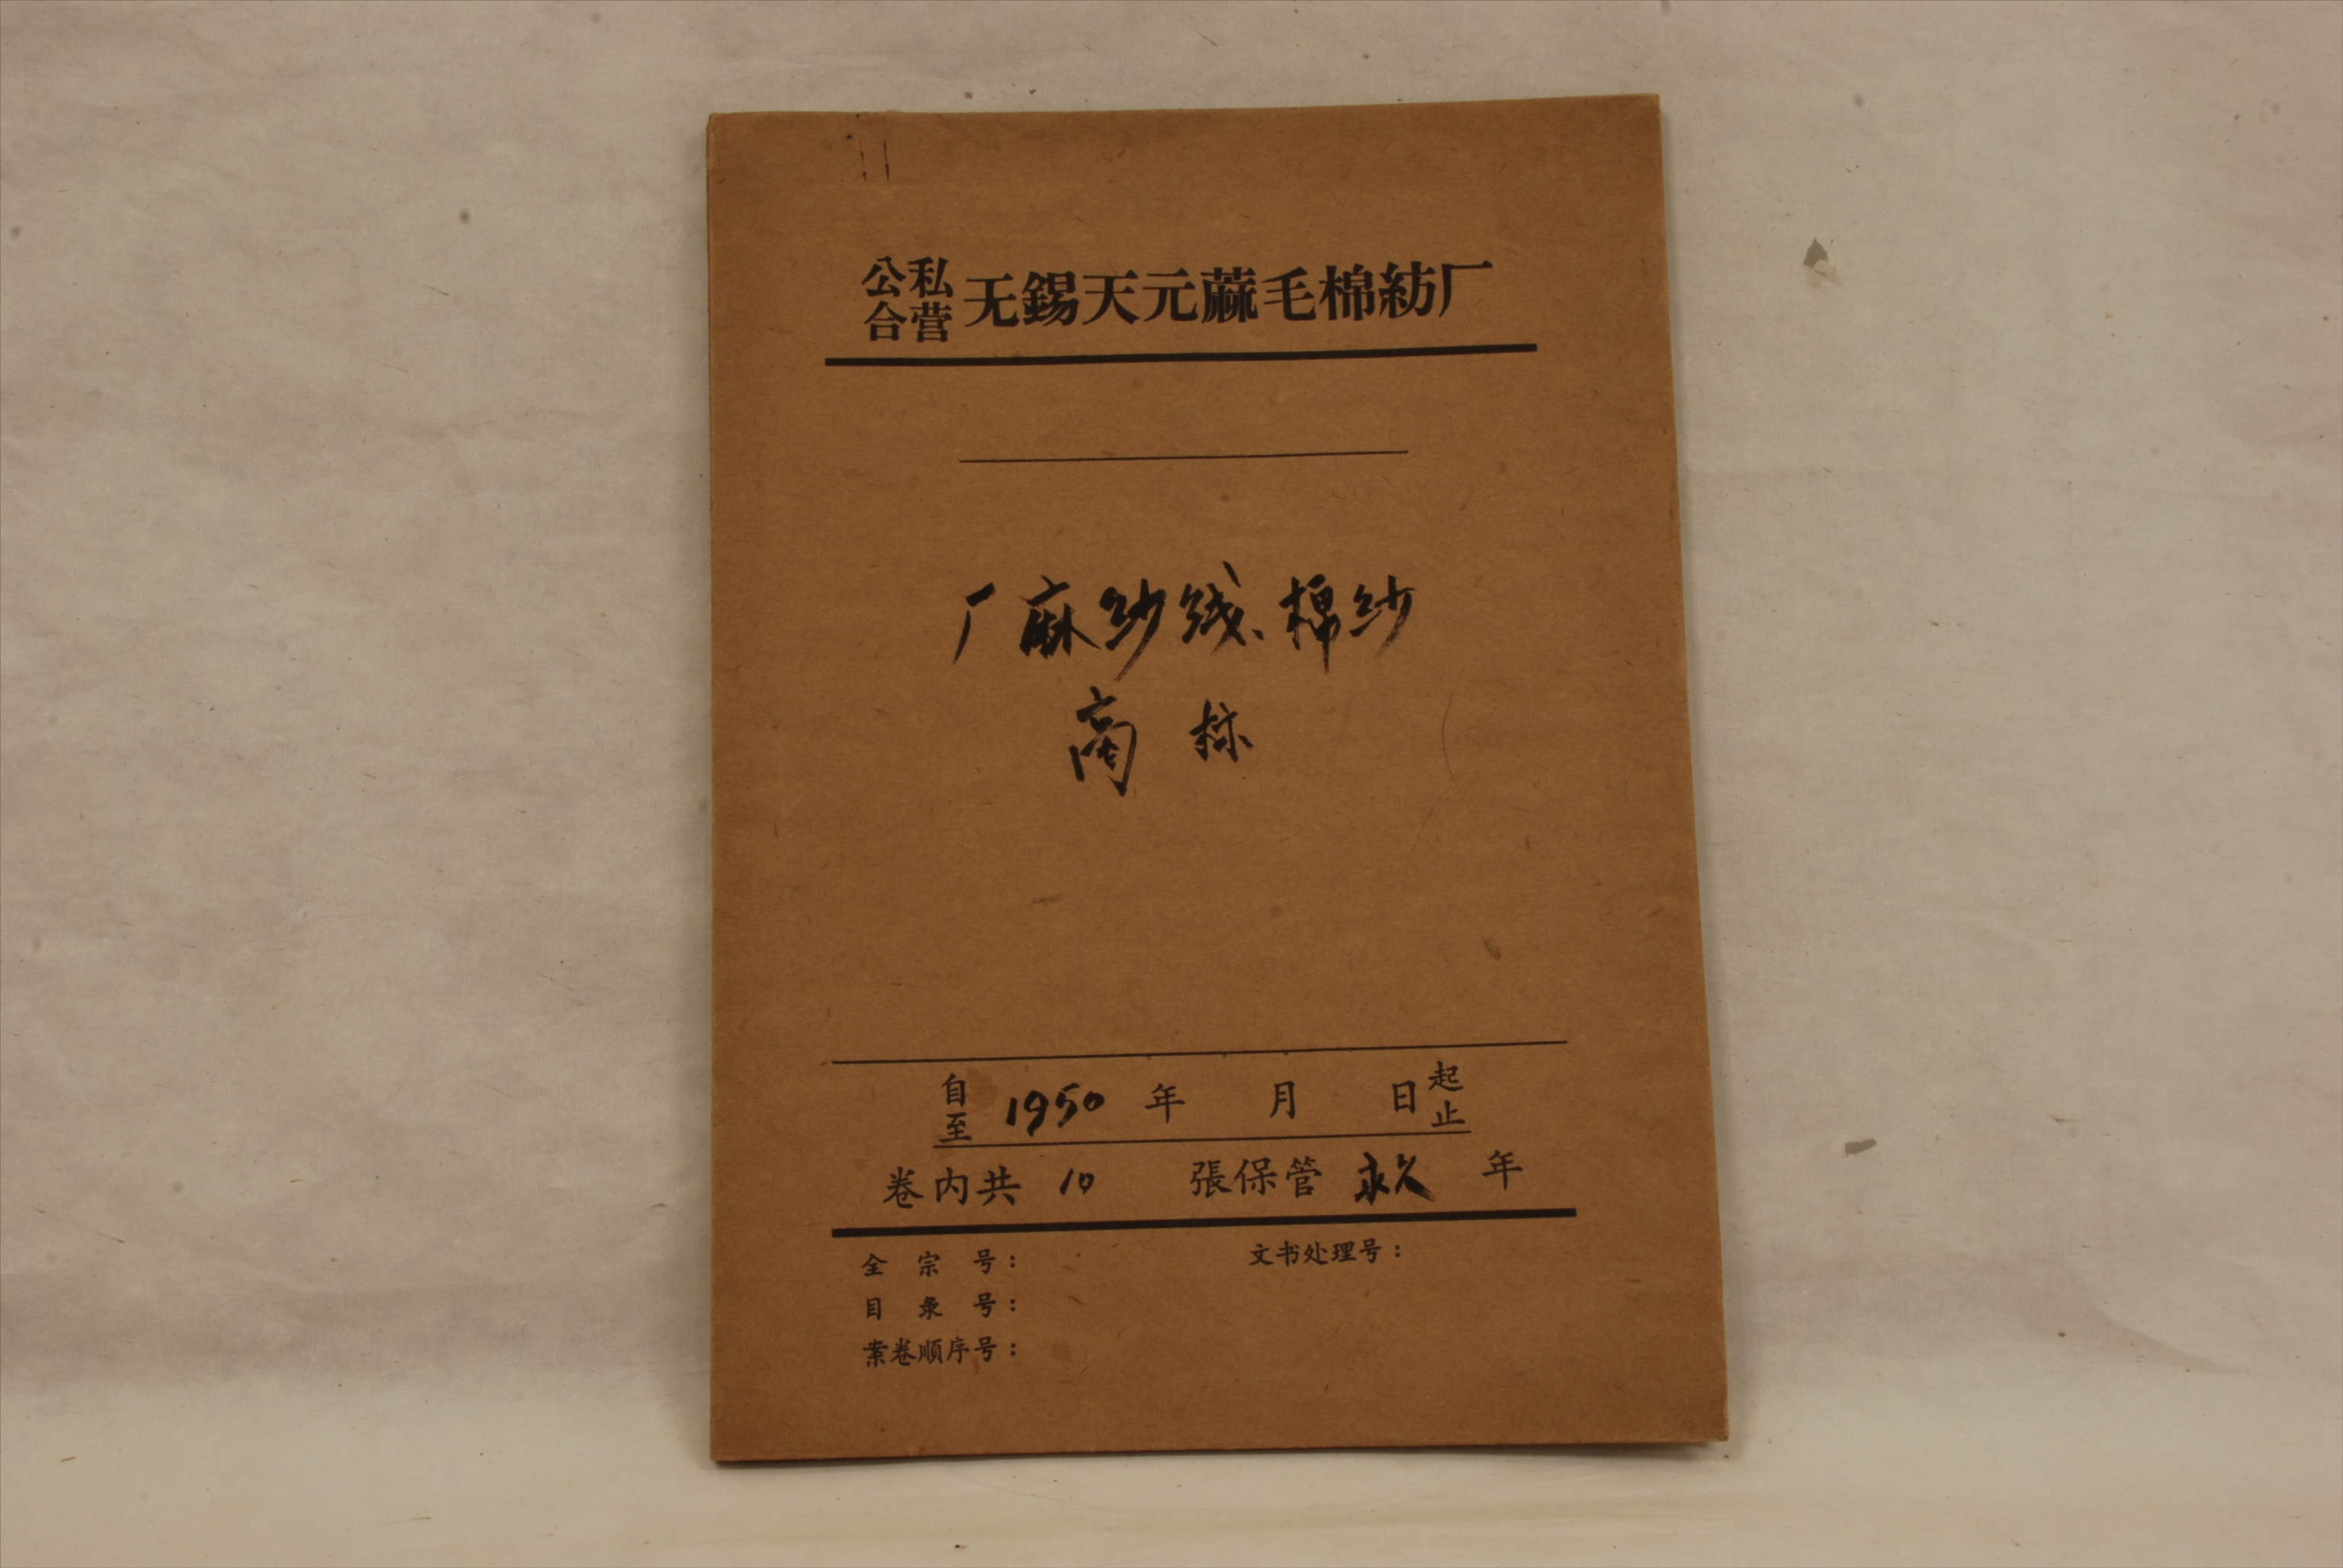 公私合营 无錫天元蔴毛棉紡厂
厂麻纱线、棉纱
商标
自至 1950 年 月 日 起止
卷内共 10 張保管 永久 年
全宗号： 文书处理号：
目录号：
案卷順序号：